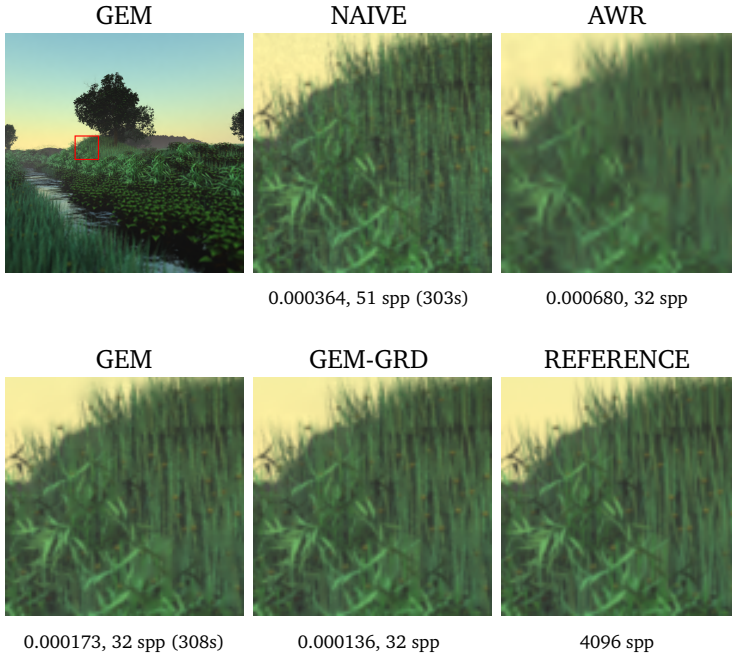 GEM NAIVE AWR
0.000364, 51 spp (303s) 0.000680, 32 spp
GEM GEM-GRD REFERENCE
0.000173, 32 spp (308s) 0.000136, 32 spp 4096 spp